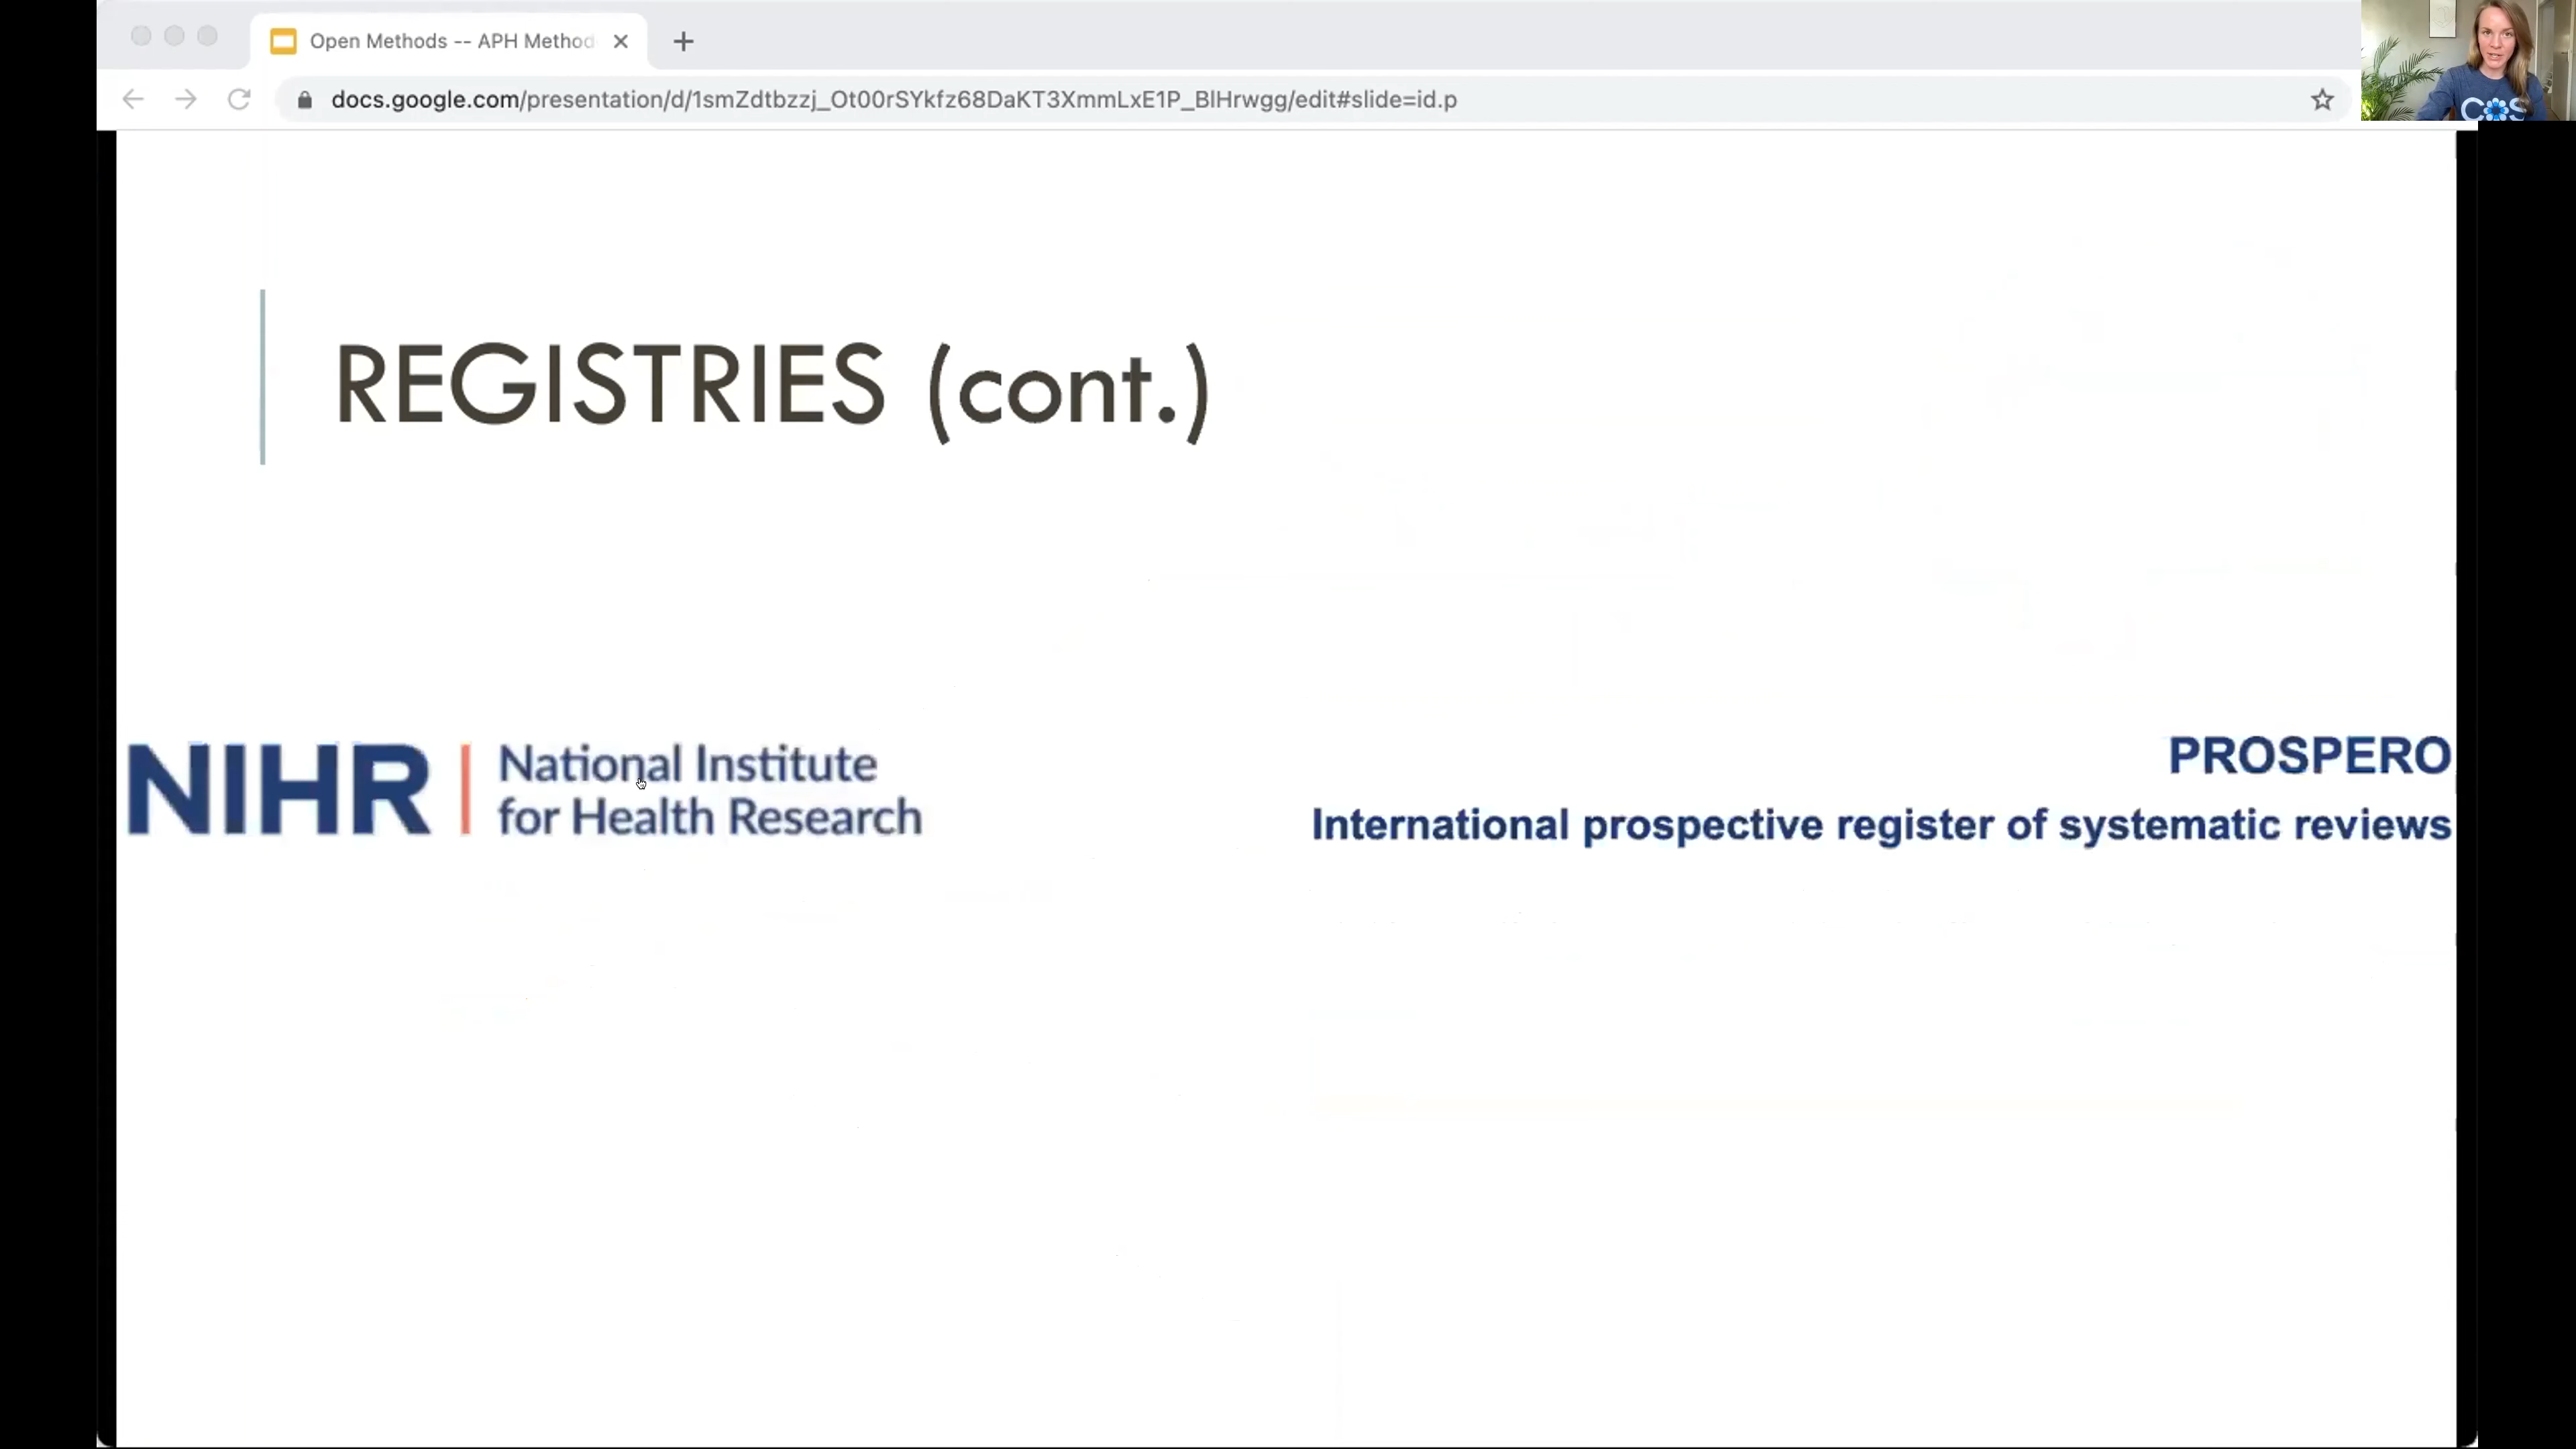 Open Methods -- APH Method
docs.google.com/presentation/d/1smZdtbzzj_Ot00rSYkfz68DaKT3XmmLxE1P_BlHrwgg/edit#slide=id.p
COS
REGISTRIES (cont.)
NIHR | National Institute
for Health Research
PROSPERO
International prospective register of systematic reviews